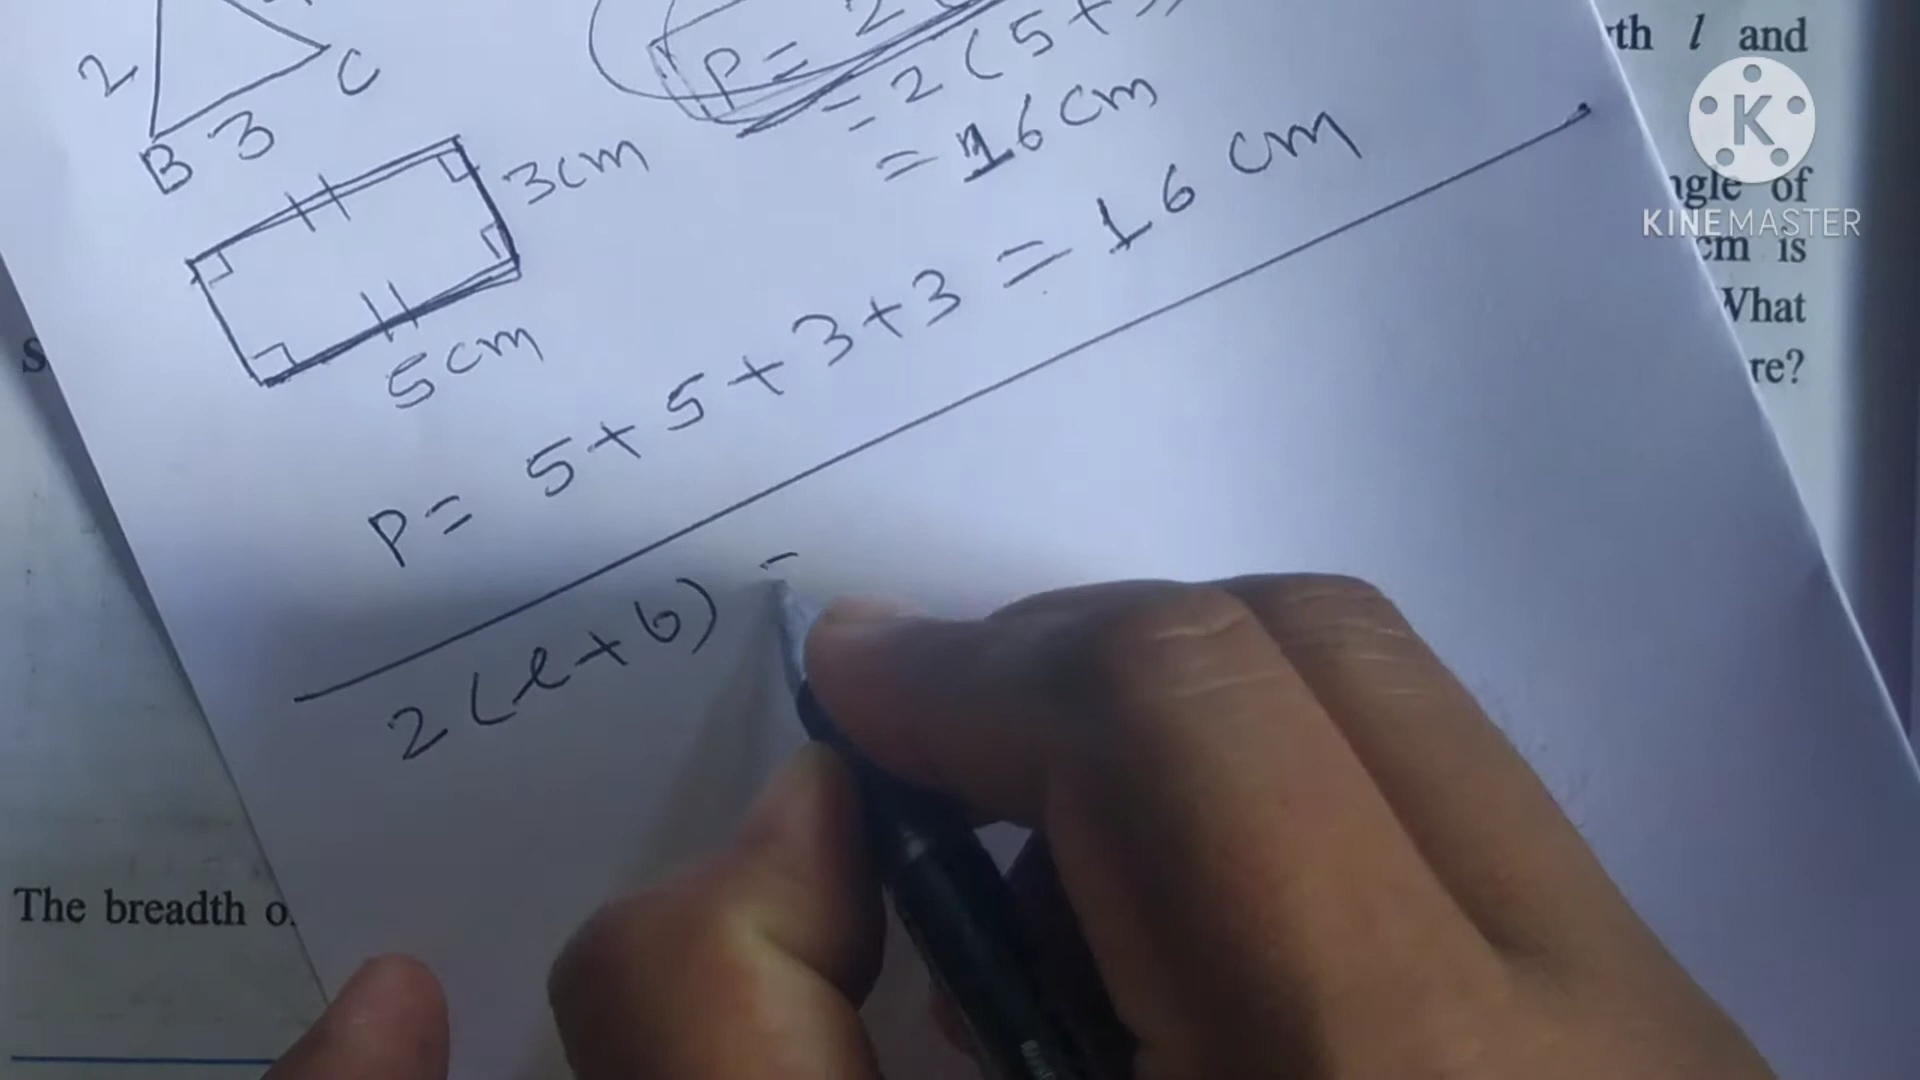 2
C
B 3
P = 2
= 2 (5 +
= 16 cm
3cm
5cm
P = 5 + 5 + 3 + 3 = 16 cm
2 (l + b) =
th l and
K
KINEMASTER
ngle of
cm is
What
re?
S
The breadth o